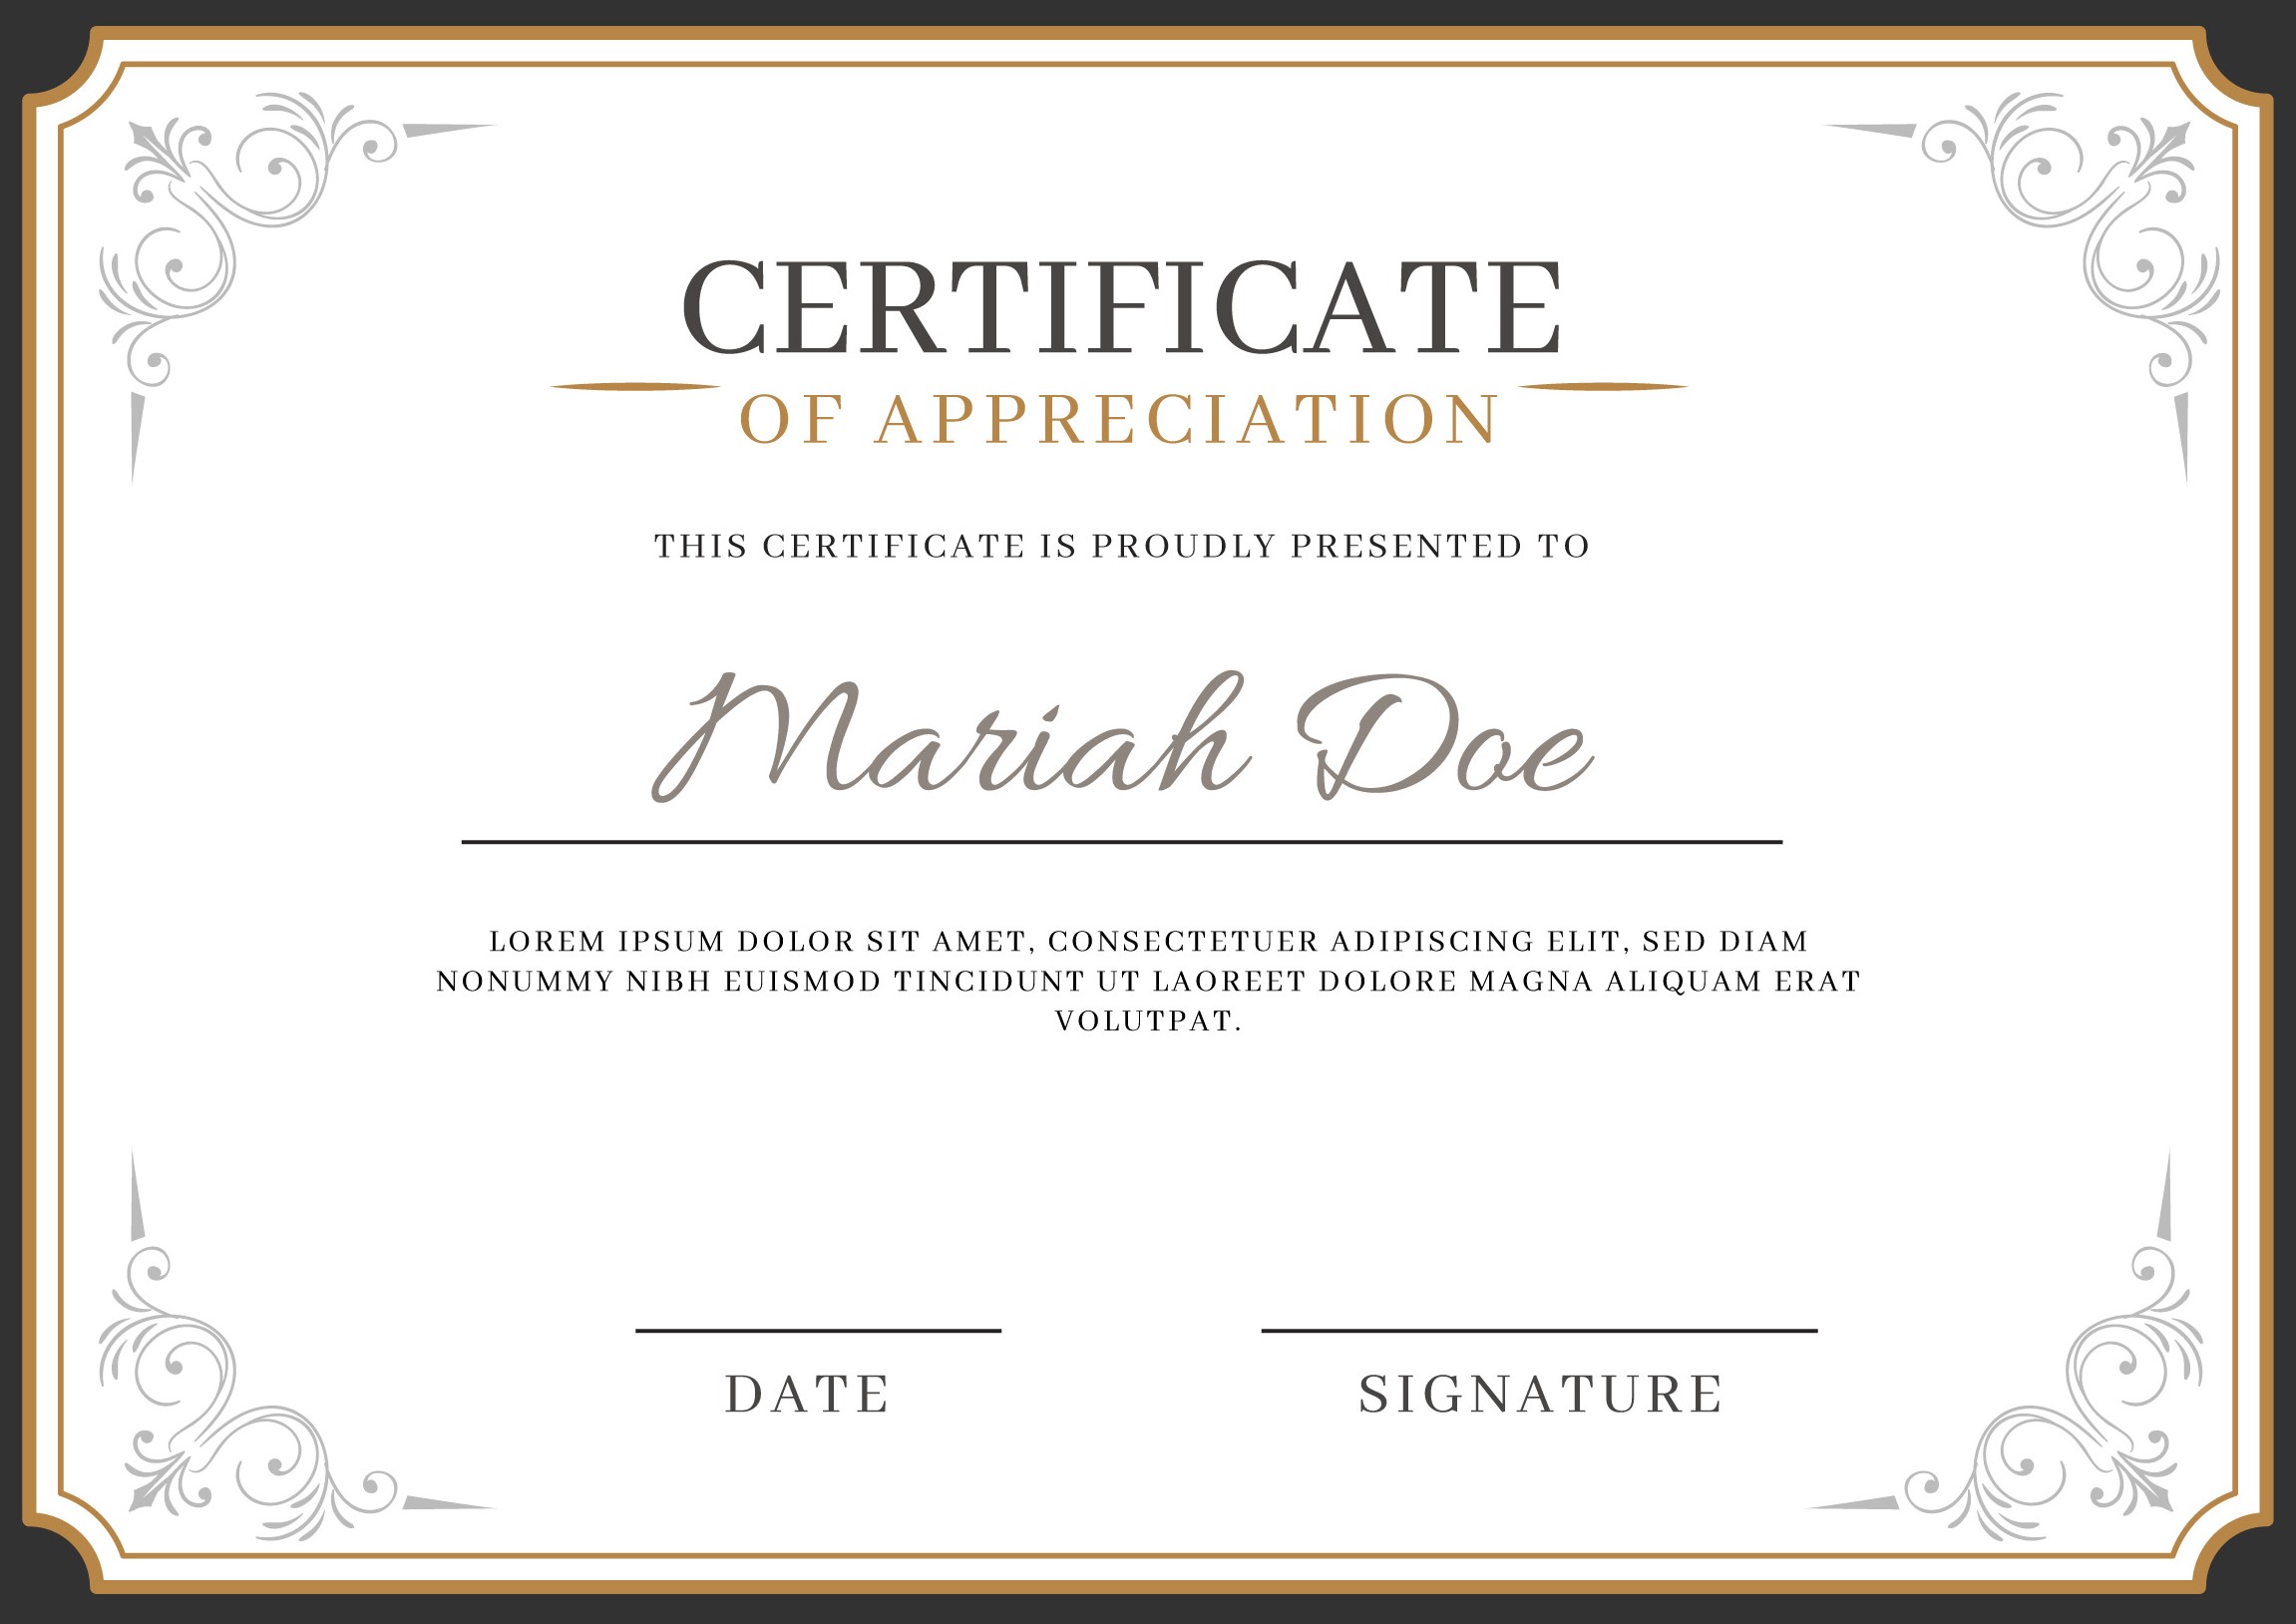 CERTIFICATE
OF APPRECIATION
THIS CERTIFICATE IS PROUDLY PRESENTED TO
Mariah Doe
LOREM IPSUM DOLOR SIT AMET, CONSECTETUER ADIPISCING ELIT, SED DIAM
NONUMMY NIBH EUISMOD TINCIDUNT UT LAOREET DOLORE MAGNA ALIQUAM ERAT
VOLUTPAT.
DATE
SIGNATURE